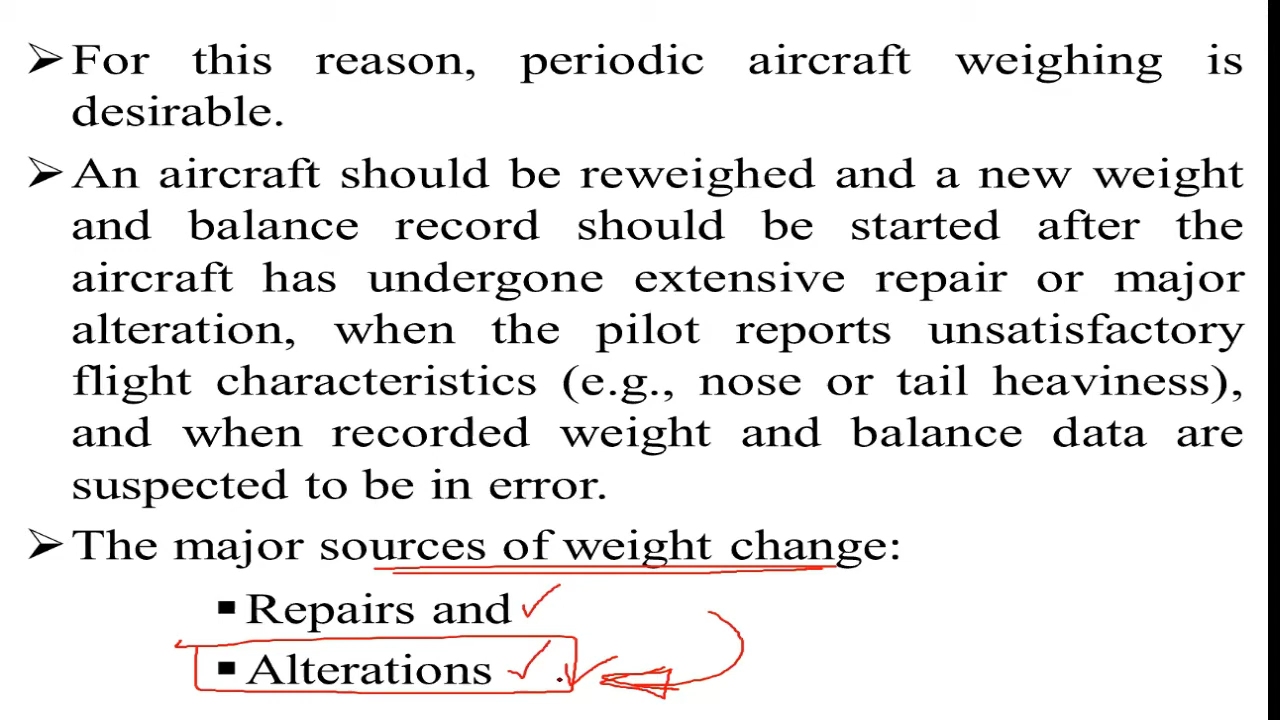 For this reason, periodic aircraft weighing is
desirable.
An aircraft should be reweighed and a new weight
and balance record should be started after the
aircraft has undergone extensive repair or major
alteration, when the pilot reports unsatisfactory
flight characteristics (e.g., nose or tail heaviness),
and when recorded weight and balance data are
suspected to be in error.
The major sources of weight change:
Repairs and
Alterations .